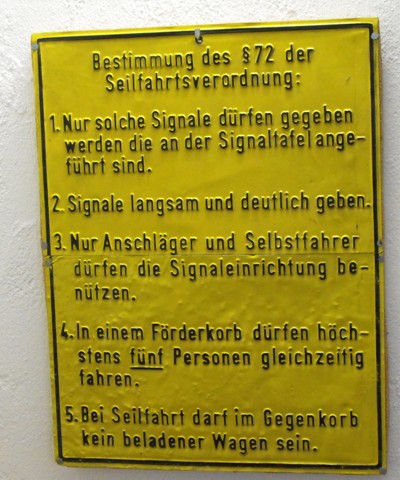 Bestimmung des § 72 der
Seilfahrtsverordnung:
1. Nur solche Signale dürfen gegeben
werden die an der Signaltafel ange-
führt sind.
2. Signale langsam und deutlich geben.
3. Nur Anschläger und Selbstfahrer
dürfen die Signaleinrichtung be-
nützen.
4. In einem Förderkorb dürfen höch-
stens fünf Personen gleichzeitig
fahren.
5. Bei Seilfahrt darf im Gegenkorb
kein beladener Wagen sein.